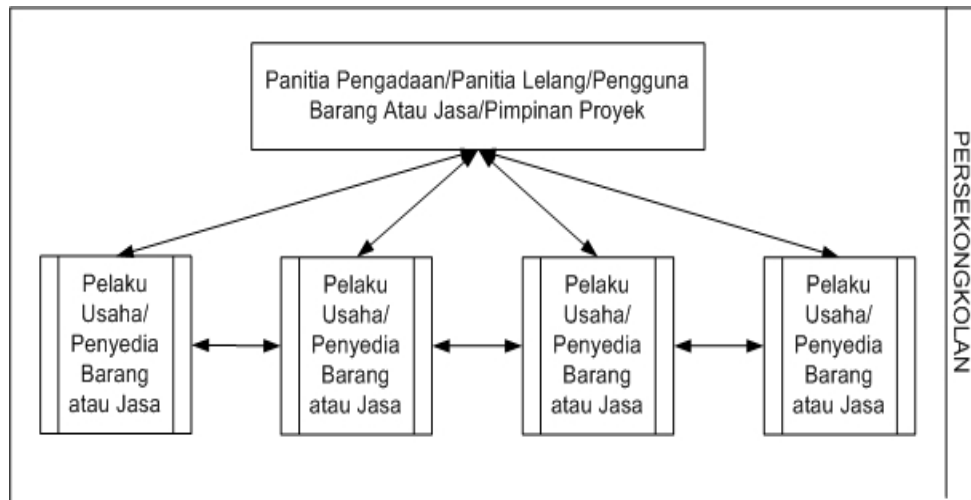 Panitia Pengadaan/Panitia Lelang/Pengguna
Barang Atau Jasa/Pimpinan Proyek
Pelaku
Usaha/
Penyedia
Barang
atau Jasa
Pelaku
Usaha/
Penyedia
Barang
atau Jasa
Pelaku
Usaha/
Penyedia
Barang
atau Jasa
Pelaku
Usaha/
Penyedia
Barang
atau Jasa
PERSEKONGKOLAN